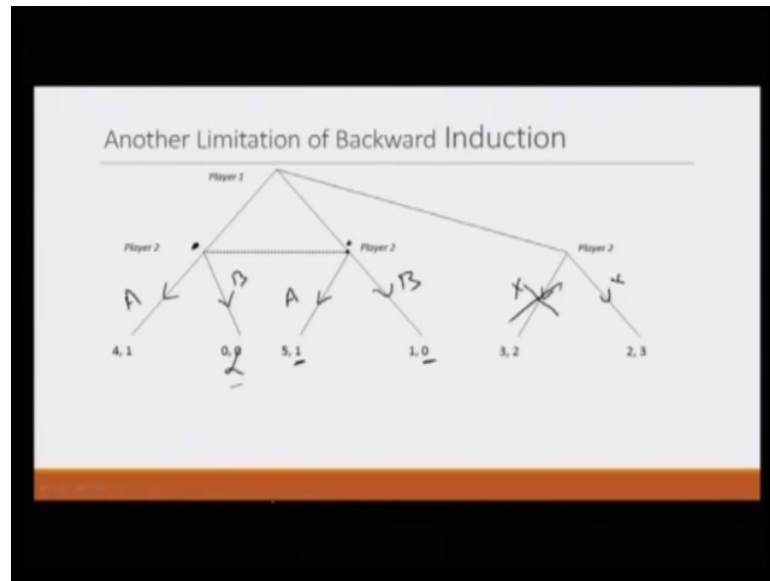 Another Limitation of Backward Induction
Player 1
Player 2
Player 2
Player 2
A
B
A
B
X
4, 1
0,
5, 1
1, 0
3, 2
2, 3
2